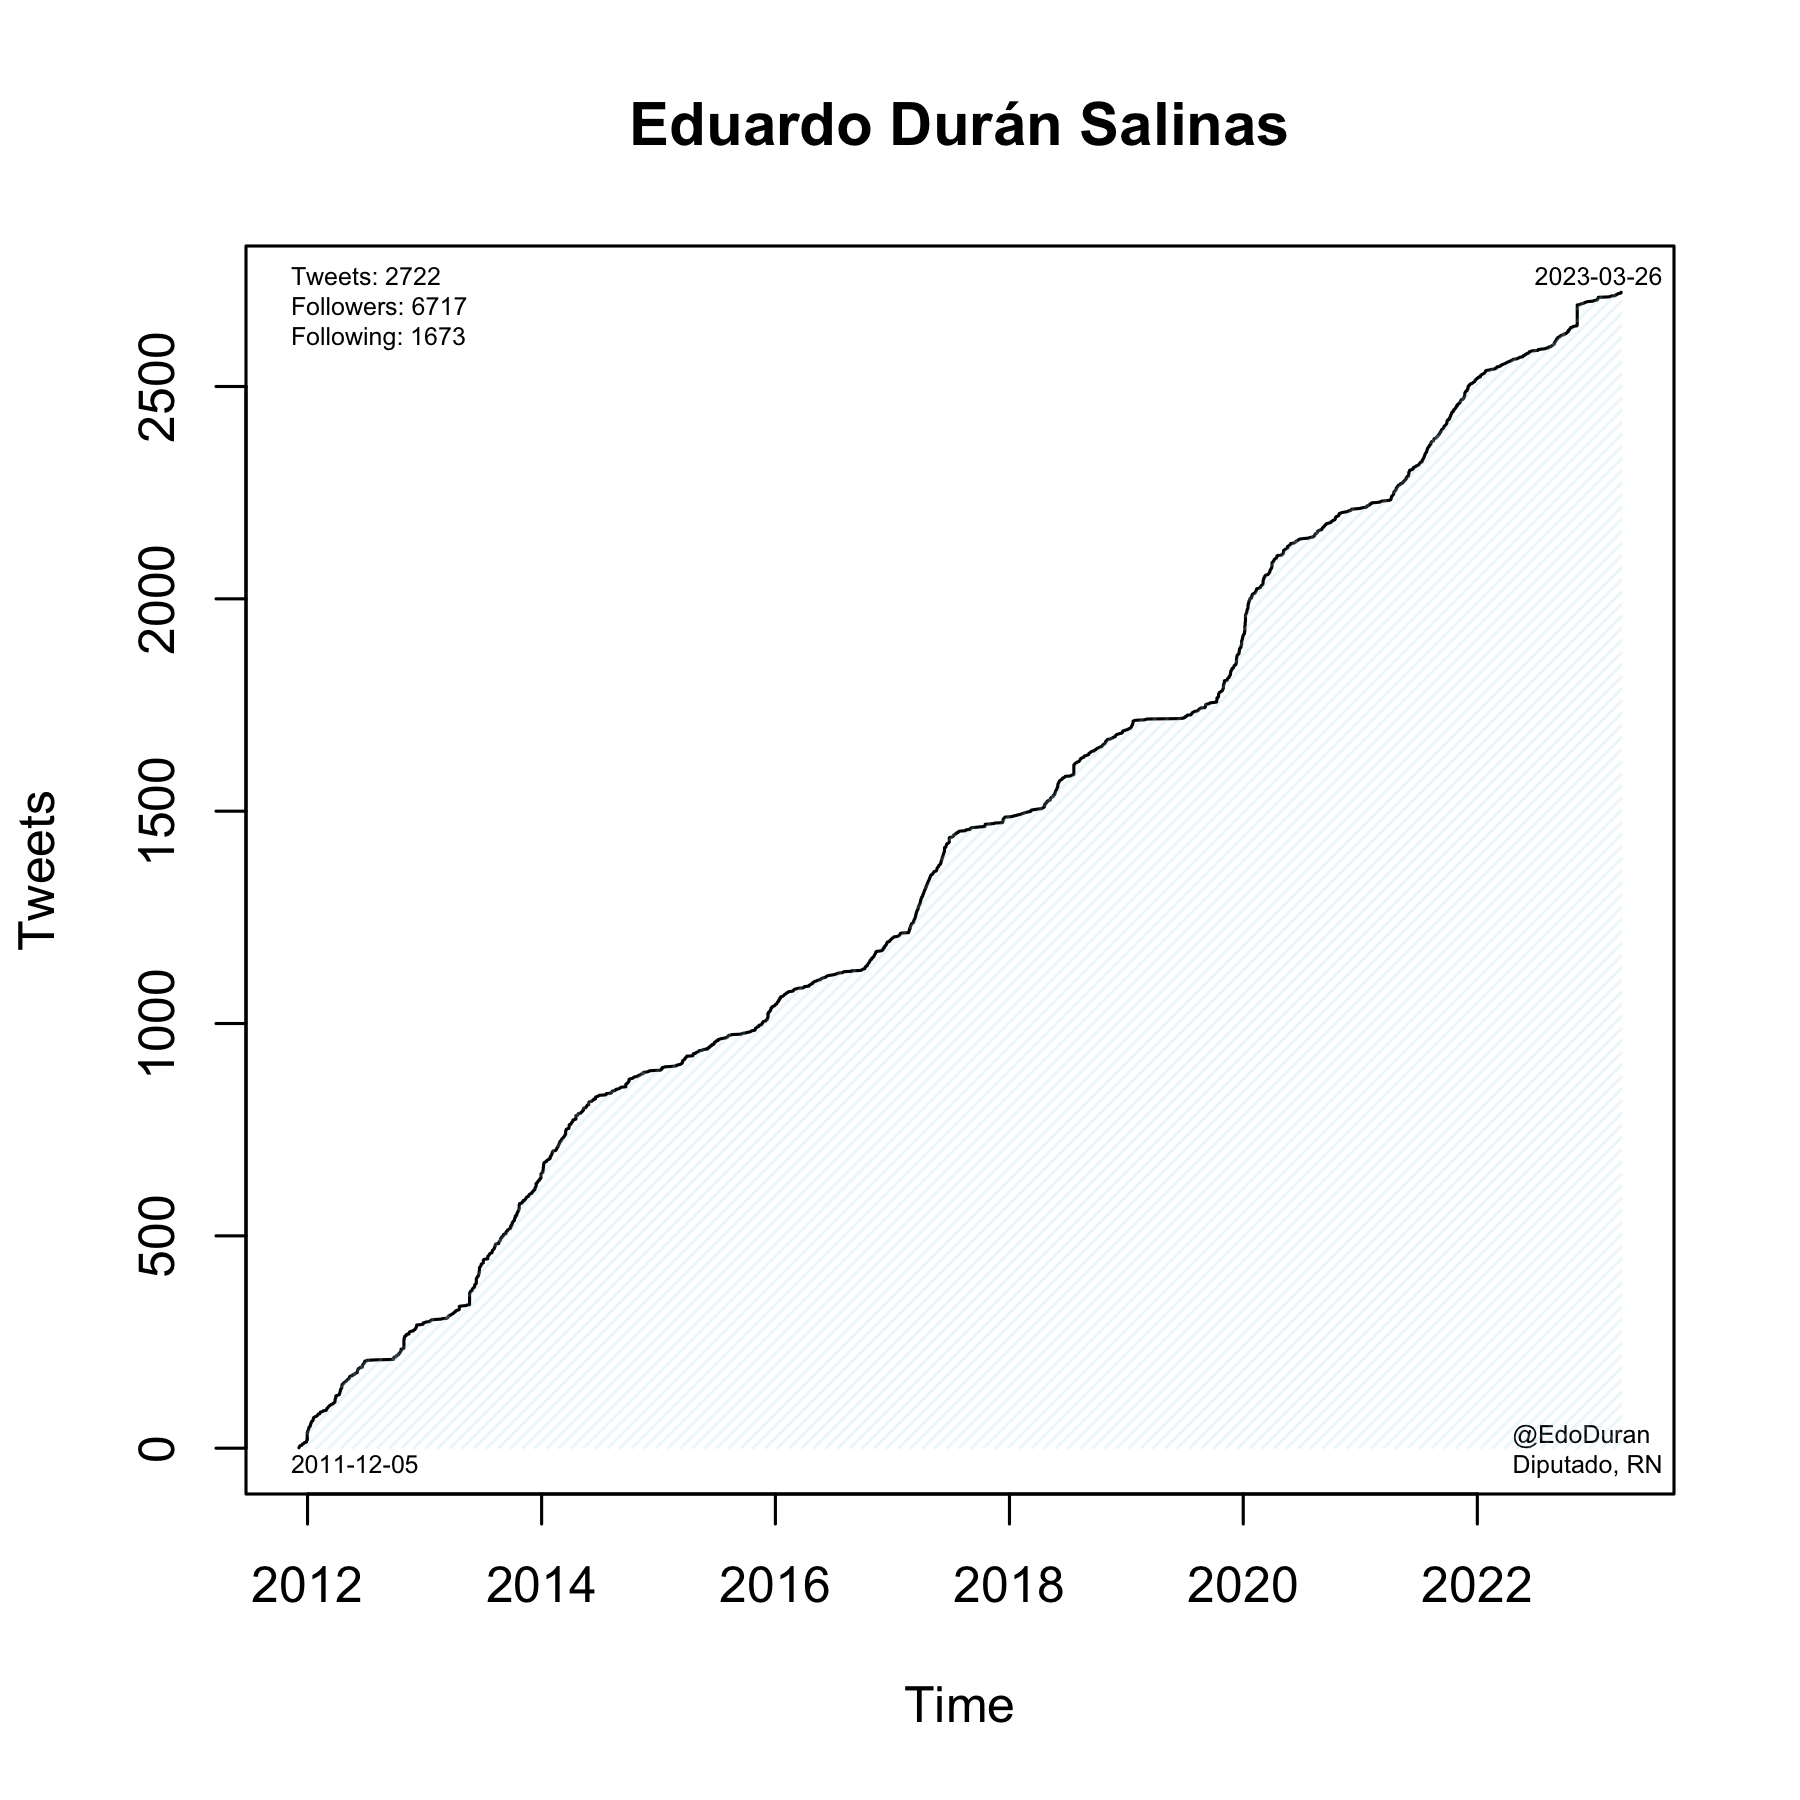 Eduardo Durán Salinas
Tweets: 2722
Followers: 6717
Following: 1673
2023-03-26
Tweets
2500
2000
1500
1000
500
0
2011-12-05
@EdoDuran
Diputado, RN
2012 2014 2016 2018 2020 2022
Time